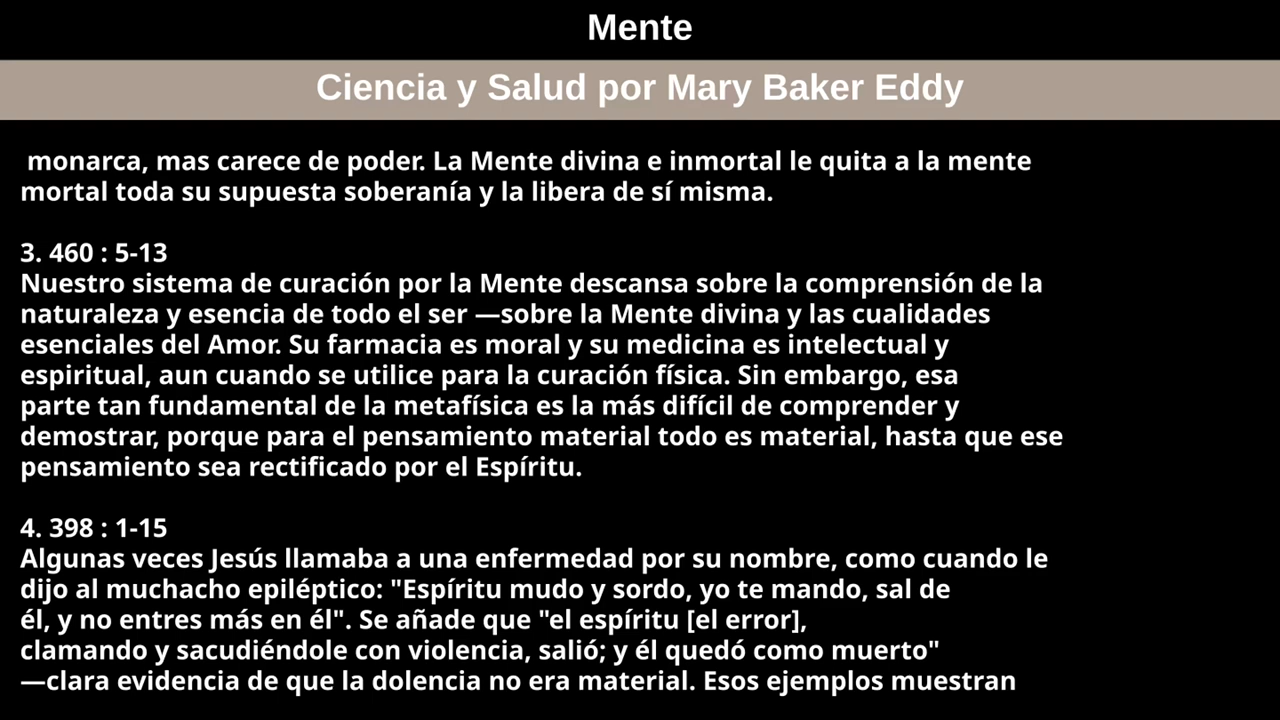 Mente
Ciencia y Salud por Mary Baker Eddy
monarca, mas carece de poder. La Mente divina e inmortal le quita a la mente
mortal toda su supuesta soberanía y la libera de sí misma.
3. 460 : 5-13
Nuestro sistema de curación por la Mente descansa sobre la comprensión de la
naturaleza y esencia de todo el ser —sobre la Mente divina y las cualidades
esenciales del Amor. Su farmacia es moral y su medicina es intelectual y
espiritual, aun cuando se utilice para la curación física. Sin embargo, esa
parte tan fundamental de la metafísica es la más difícil de comprender y
demostrar, porque para el pensamiento material todo es material, hasta que ese
pensamiento sea rectificado por el Espíritu.
4. 398 : 1-15
Algunas veces Jesús llamaba a una enfermedad por su nombre, como cuando le
dijo al muchacho epiléptico: "Espíritu mudo y sordo, yo te mando, sal de
él, y no entres más en él". Se añade que "el espíritu [el error],
clamando y sacudiéndole con violencia, salió; y él quedó como muerto"
—clara evidencia de que la dolencia no era material. Esos ejemplos muestran